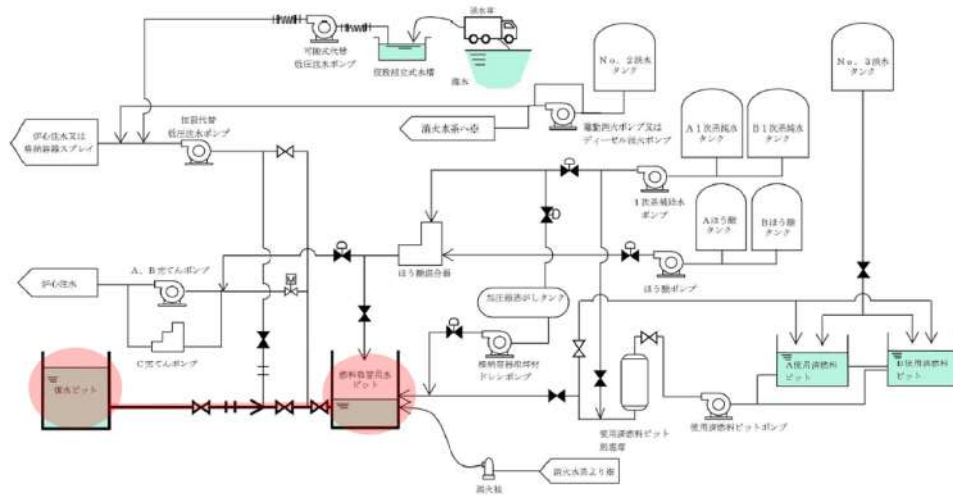 淡水車
可搬式代替
低圧注水ポンプ
仮設組立式水槽
海水
No．2淡水
タンク
No．3淡水
タンク
恒設代替
低圧注水ポンプ
炉心注水又は
格納容器スプレイ
消火水系へ※
電動消火ポンプ又は
ディーゼル消火ポンプ
A1次系純水
タンク
B1次系純水
タンク
1次系補給水
ポンプ
Aほう酸
タンク
Bほう酸
タンク
ほう酸混合器
ほう酸ポンプ
炉心注水
A、B充てんポンプ
C充てんポンプ
加圧器逃がしタンク
格納容器冷却材
ドレンポンプ
復水ピット
燃料取替用水
ピット
使用済燃料ピット
脱塩塔
使用済燃料ピットポンプ
A使用済燃料
ピット
B使用済燃料
ピット
消火栓
消火水系より※